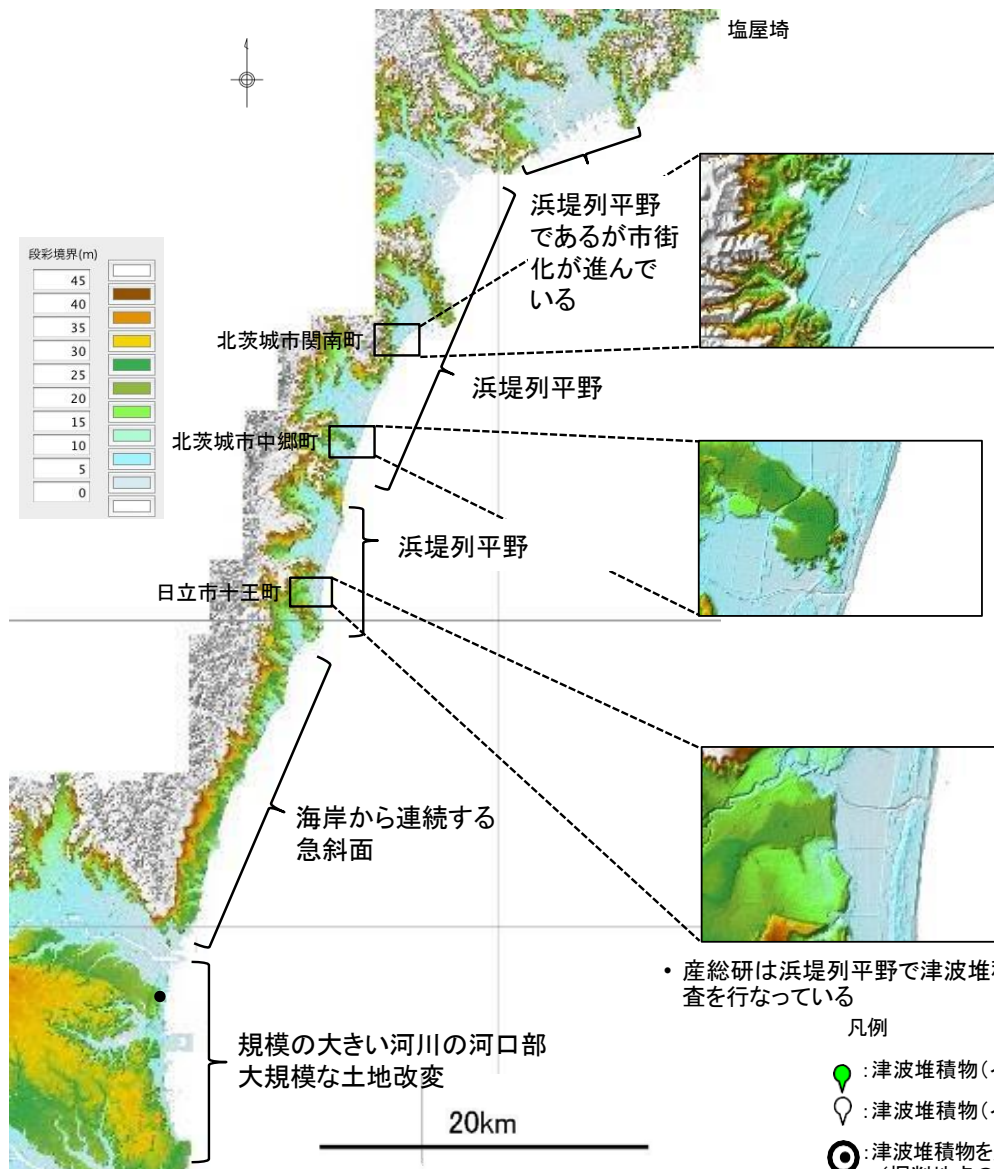 塩屋埼
浜堤列平野
であるが市街
化が進んで
いる
段彩境界(m)
45
40
35
30
25
20
15
10
5
0
北茨城市関南町
浜堤列平野
北茨城市中郷町
浜堤列平野
日立市十王町
海岸から連続する
急斜面
• 産総研は浜堤列平野で津波堆
査を行なっている
凡例
:津波堆積物(
:津波堆積物(
:津波堆積物を
規模の大きい河川の河口部
大規模な土地改変
20km